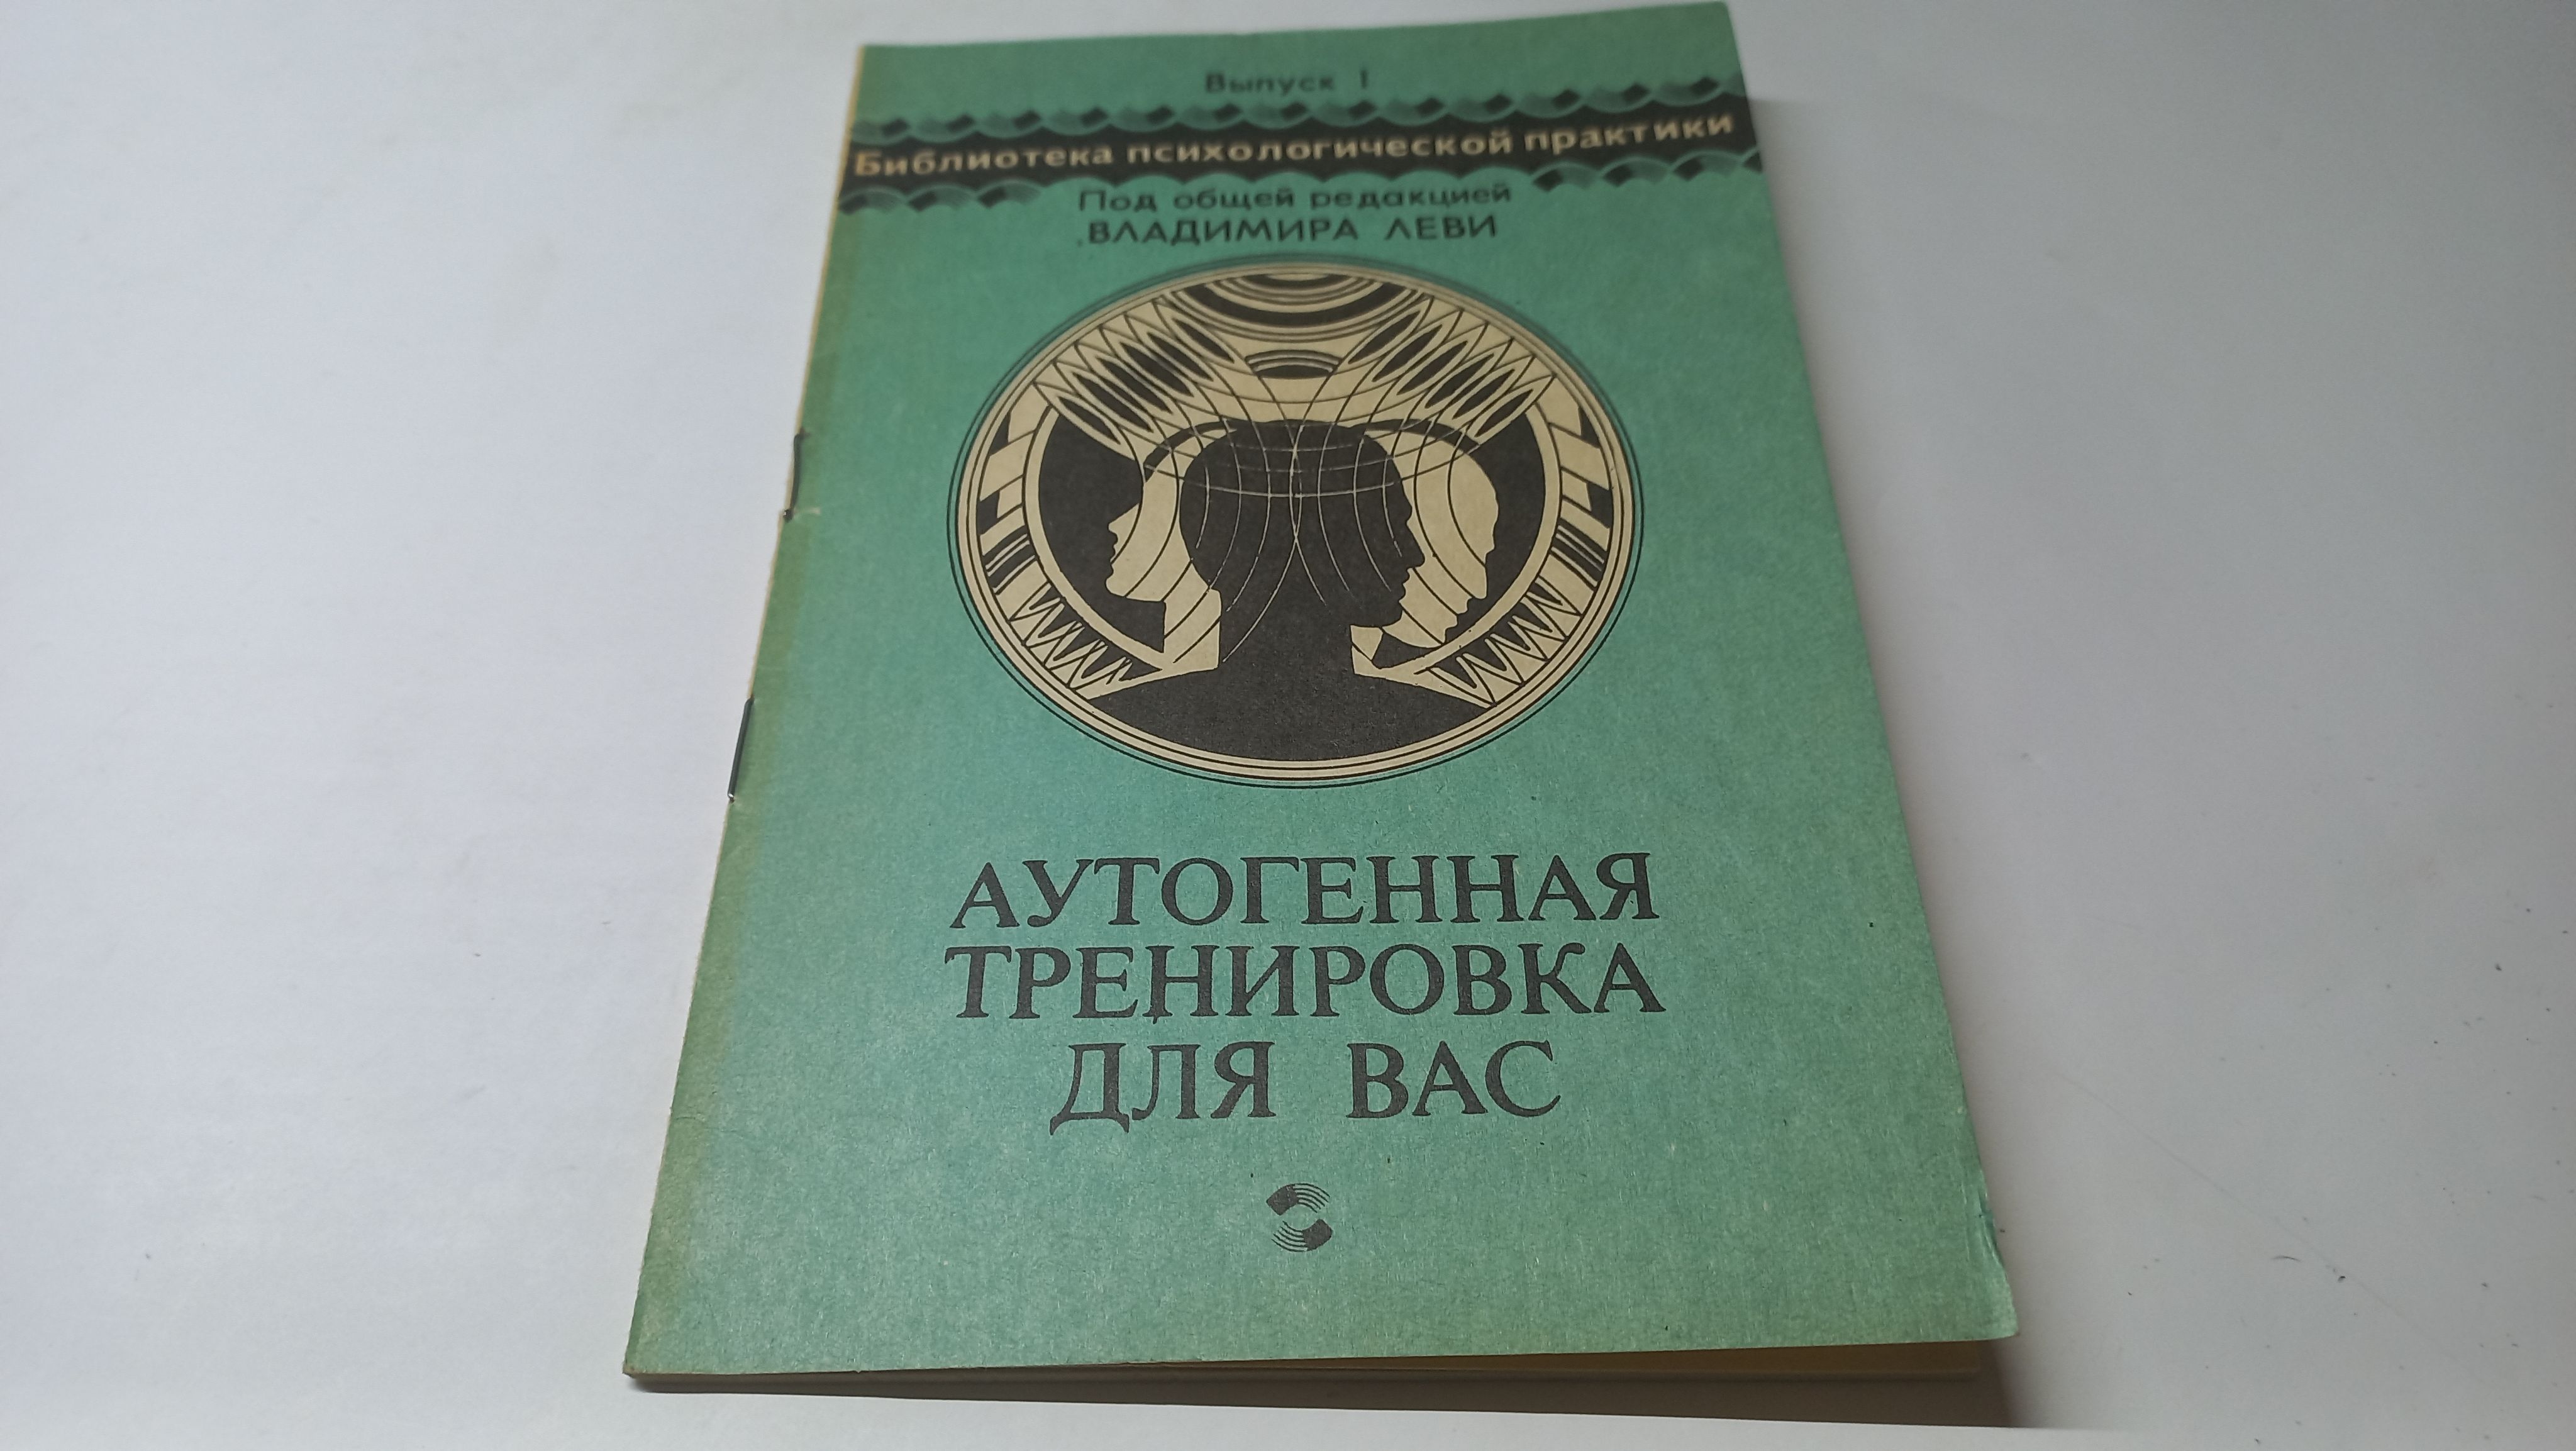 Выпуск 1
Библиотека психологической практики
Под общей редакцией
ВЛАДИМИРА ЛЕВИ
АУТОГЕННАЯ
ТРЕНИРОВКА
ДЛЯ ВАС